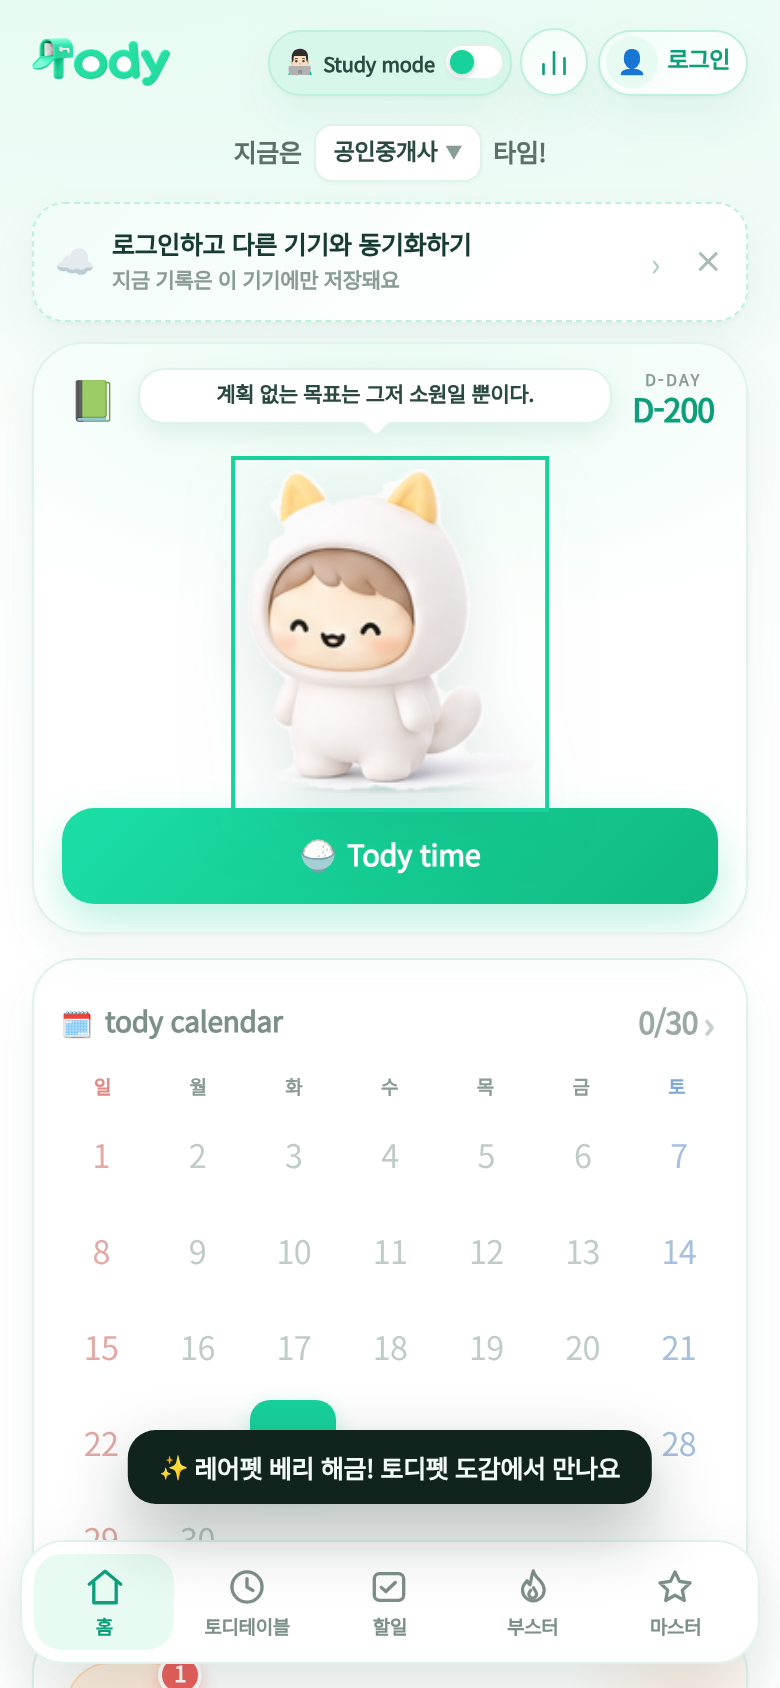 Tody
Study mode
로그인
지금은 공인중개사 ▼ 타임!
로그인하고 다른 기기와 동기화하기
지금 기록은 이 기기에만 저장돼요
계획 없는 목표는 그저 소원일 뿐이다.
D-DAY
D-200
Tody time
tody calendar
0/30 ›
일 월 화 수 목 금 토
1 2 3 4 5 6 7
8 9 10 11 12 13 14
15 16 17 18 19 20 21
22 28
✨ 레어펫 베리 해금! 토디펫 도감에서 만나요
29 30
홈 토디테이블 할일 부스터 마스터
1